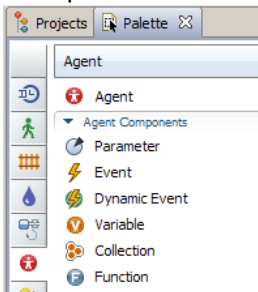 Projects Palette
Agent
Agent
Agent Components
Parameter
Event
Dynamic Event
Variable
Collection
Function